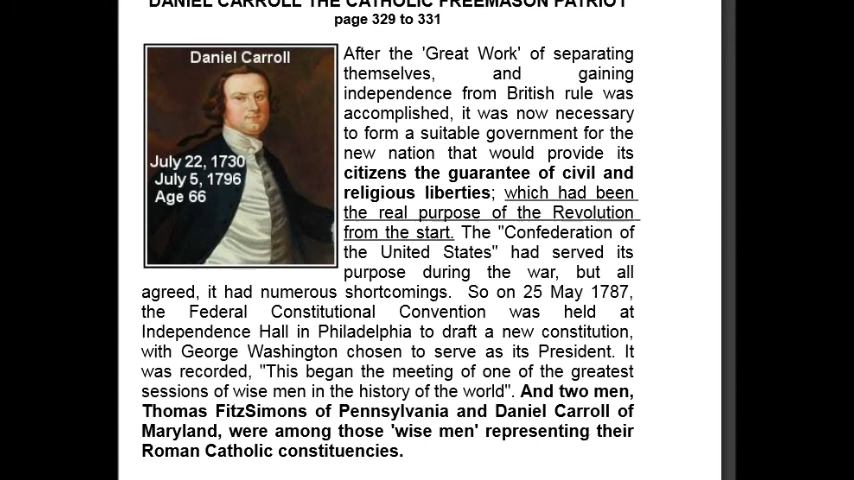 DANIEL CARROLL THE CATHOLIC FREEMASON PATRIOT
page 329 to 331
Daniel Carroll
July 22, 1730
July 5, 1796
Age 66
After the 'Great Work' of separating
themselves, and gaining
independence from British rule was
accomplished, it was now necessary
to form a suitable government for the
new nation that would provide its
citizens the guarantee of civil and
religious liberties; which had been
the real purpose of the Revolution
from the start. The "Confederation of
the United States" had served its
purpose during the war, but all
agreed, it had numerous shortcomings. So on 25 May 1787,
the Federal Constitutional Convention was held at
Independence Hall in Philadelphia to draft a new constitution,
with George Washington chosen to serve as its President. It
was recorded, "This began the meeting of one of the greatest
sessions of wise men in the history of the world". And two men,
Thomas FitzSimons of Pennsylvania and Daniel Carroll of
Maryland, were among those 'wise men' representing their
Roman Catholic constituencies.